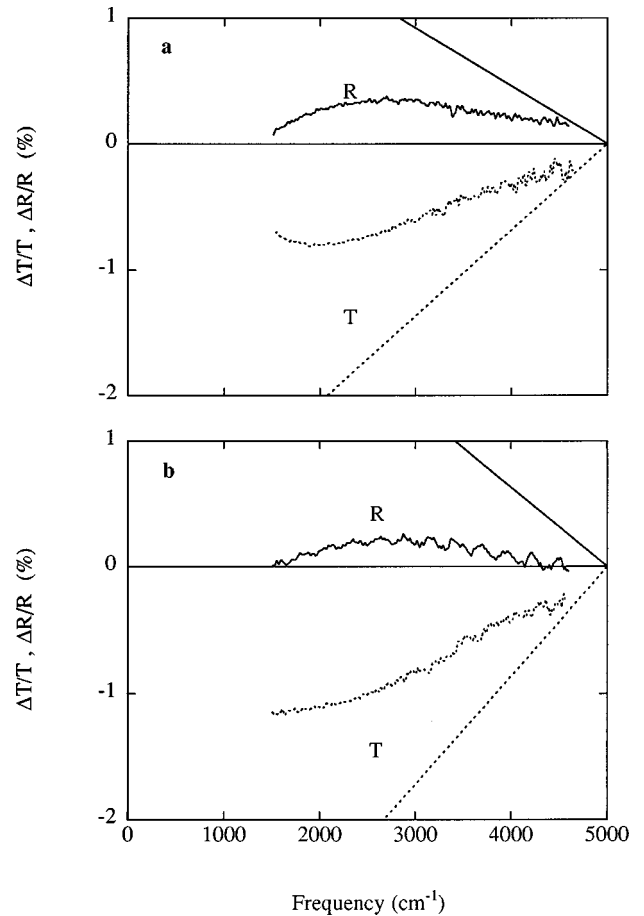 1
a
R
0
ΔT/T , ΔR/R (%)
-1
T
-2
1
b
R
0
ΔT/T , ΔR/R (%)
-1
T
-2
0 1000 2000 3000 4000 5000
Frequency (cm⁻¹)